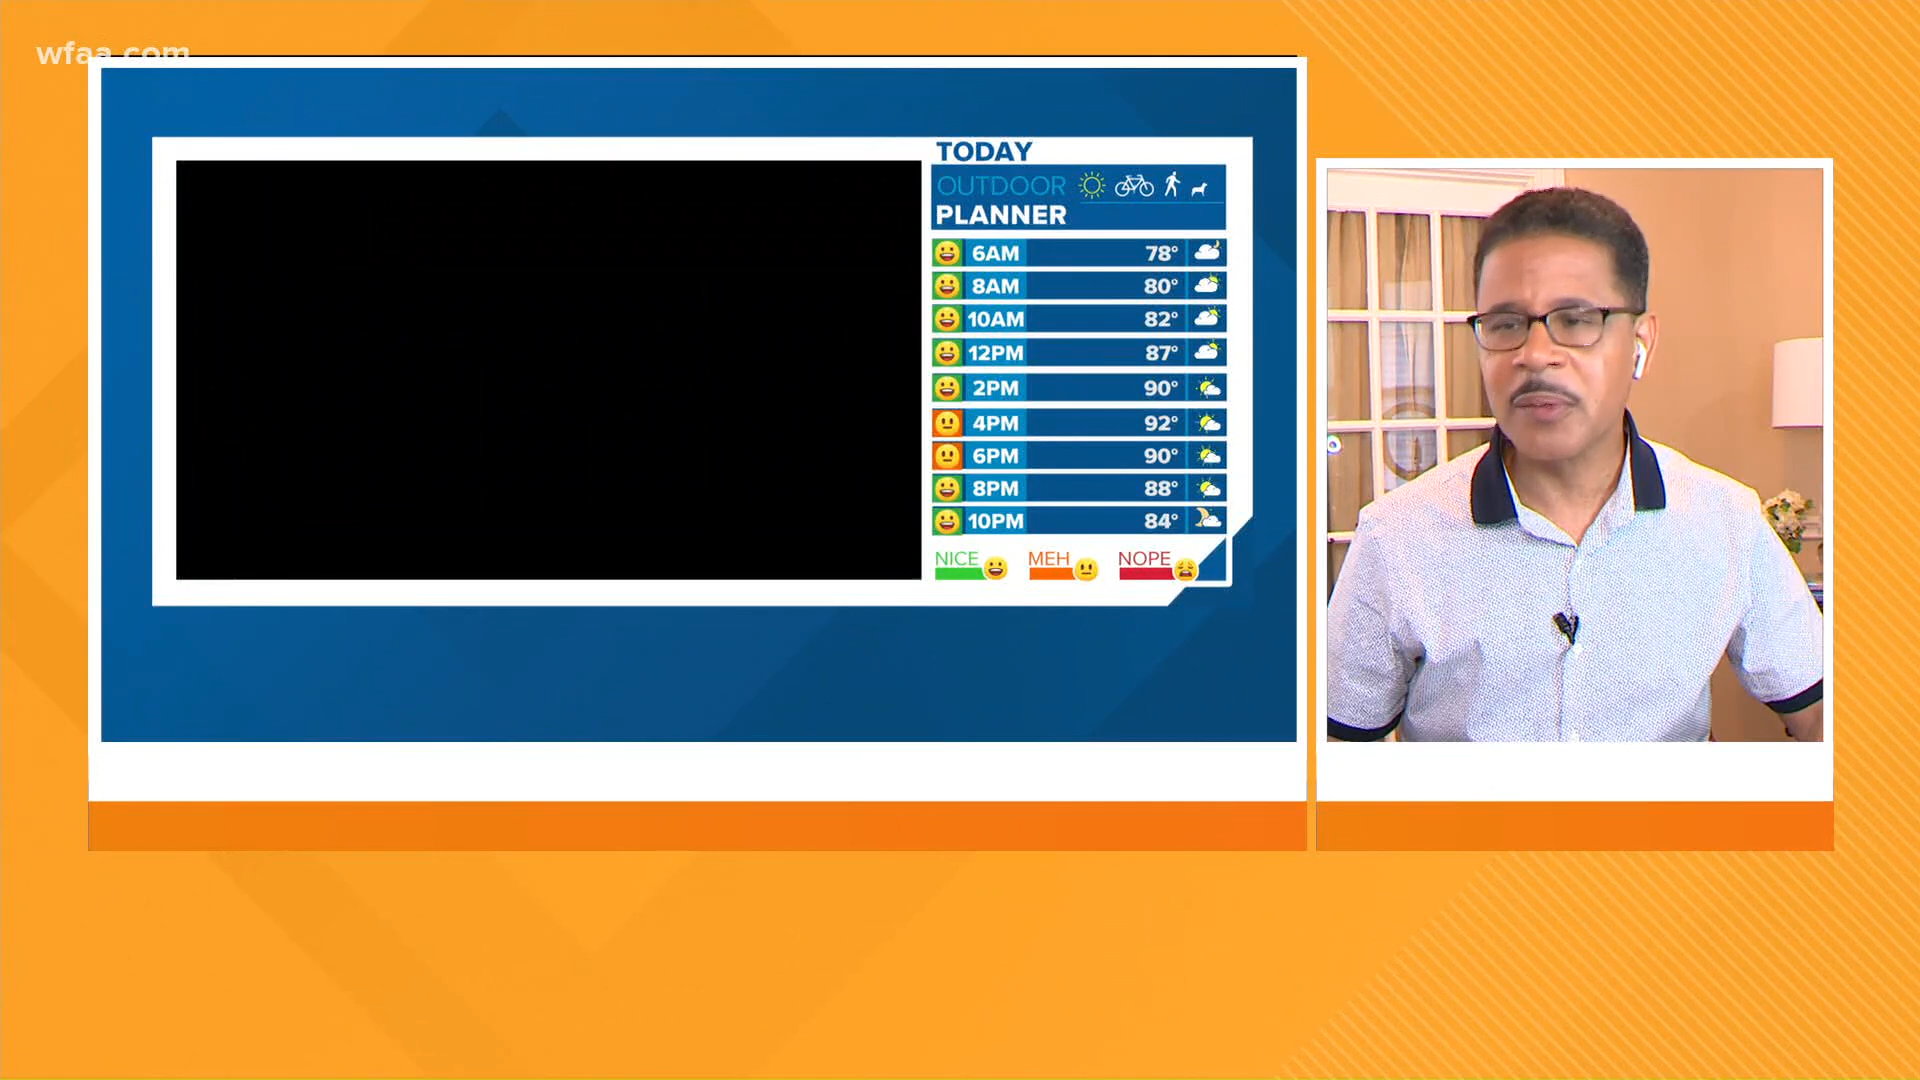 wfaa.com
TODAY
OUTDOOR
PLANNER
6AM 78°
8AM 80°
10AM 82°
12PM 87°
2PM 90°
4PM 92°
6PM 90°
8PM 88°
10PM 84°
NICE MEH NOPE